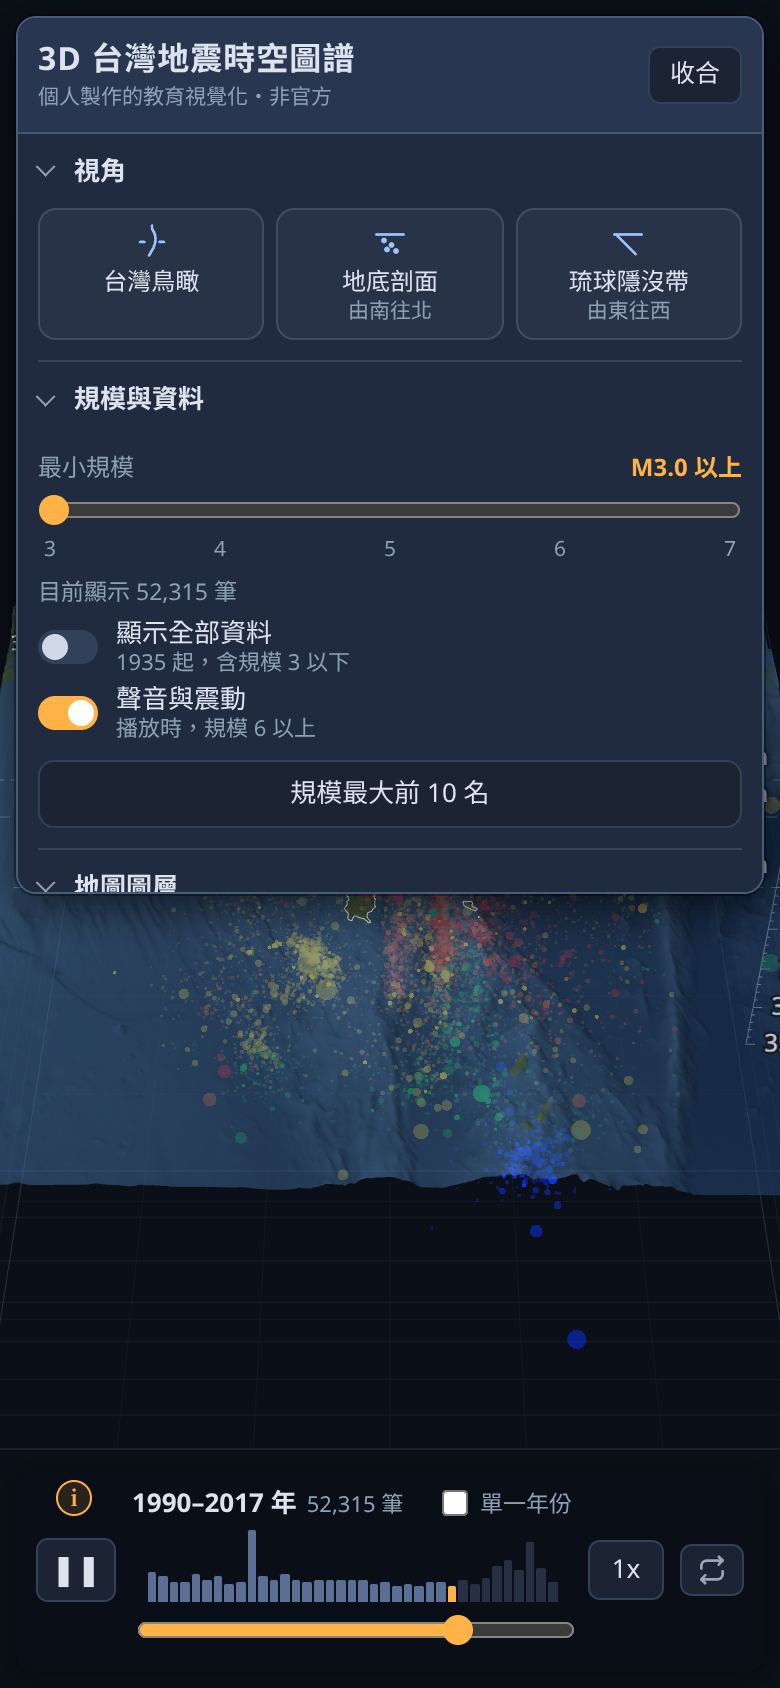 3D 台灣地震時空圖譜
個人製作的教育視覺化・非官方
收合
視角
台灣鳥瞰
地底剖面
由南往北
琉球隱沒帶
由東往西
規模與資料
最小規模
M3.0 以上
3 4 5 6 7
目前顯示 52,315 筆
顯示全部資料
1935 起，含規模 3 以下
聲音與震動
播放時，規模 6 以上
規模最大前 10 名
地圖圖層
i
1990–2017 年 52,315 筆
單一年份
1x